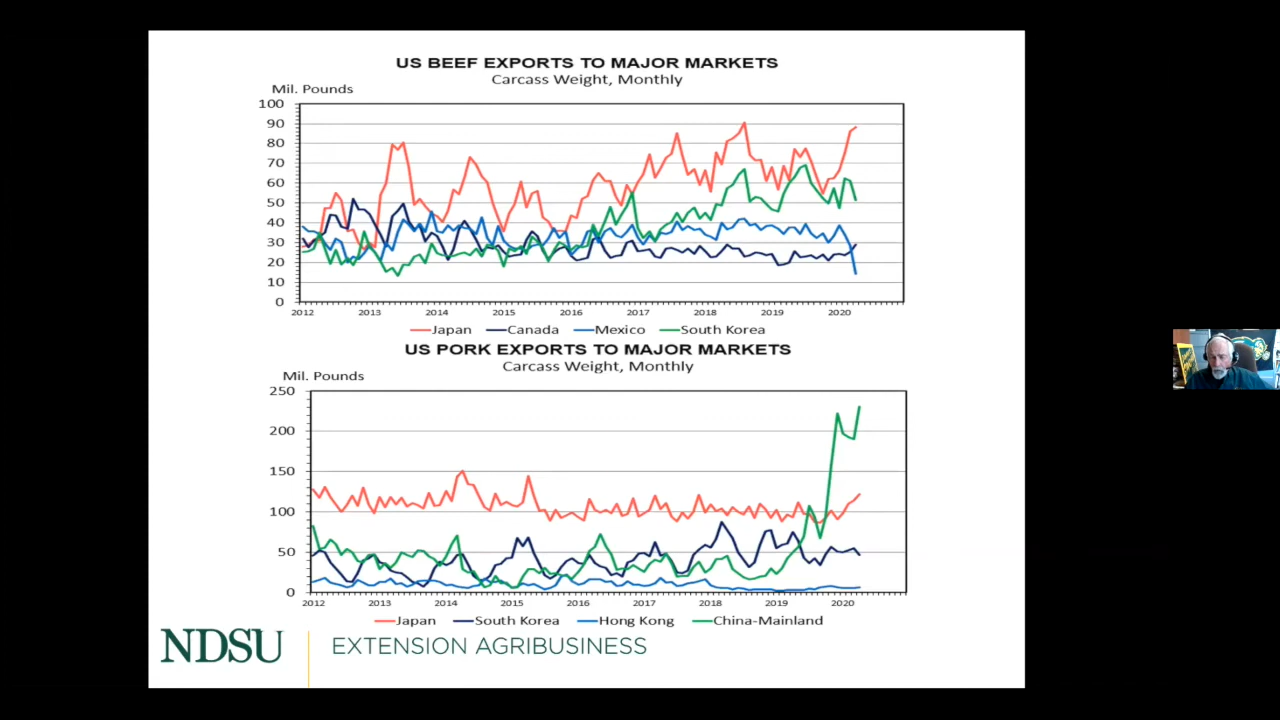 US BEEF EXPORTS TO MAJOR MARKETS
Carcass Weight, Monthly
Mil. Pounds
100
90
80
70
60
50
40
30
20
10
0
2012 2013 2014 2015 2016 2017 2018 2019 2020
Japan Canada Mexico South Korea
US PORK EXPORTS TO MAJOR MARKETS
Carcass Weight, Monthly
Mil. Pounds
250
200
150
100
50
0
2012 2013 2014 2015 2016 2017 2018 2019 2020
Japan South Korea Hong Kong China-Mainland
NDSU EXTENSION AGRIBUSINESS